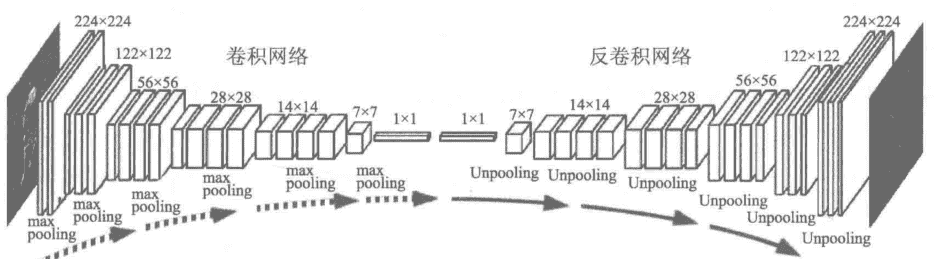 224×224
122×122
56×56
卷积网络
28×28
14×14
7×7
1×1
max
pooling
max
pooling
max
pooling
max
pooling
max
pooling
max
pooling
224×224
122×122
反卷积网络
56×56
28×28
14×14
7×7
1×1
Unpooling
Unpooling
Unpooling
Unpooling
Unpooling
Unpooling